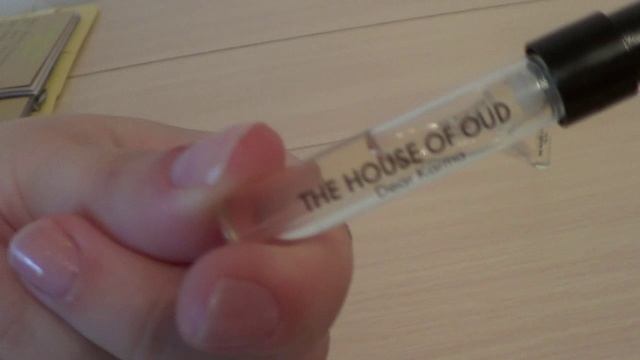 THE HOUSE OF OUD
Dear Karma